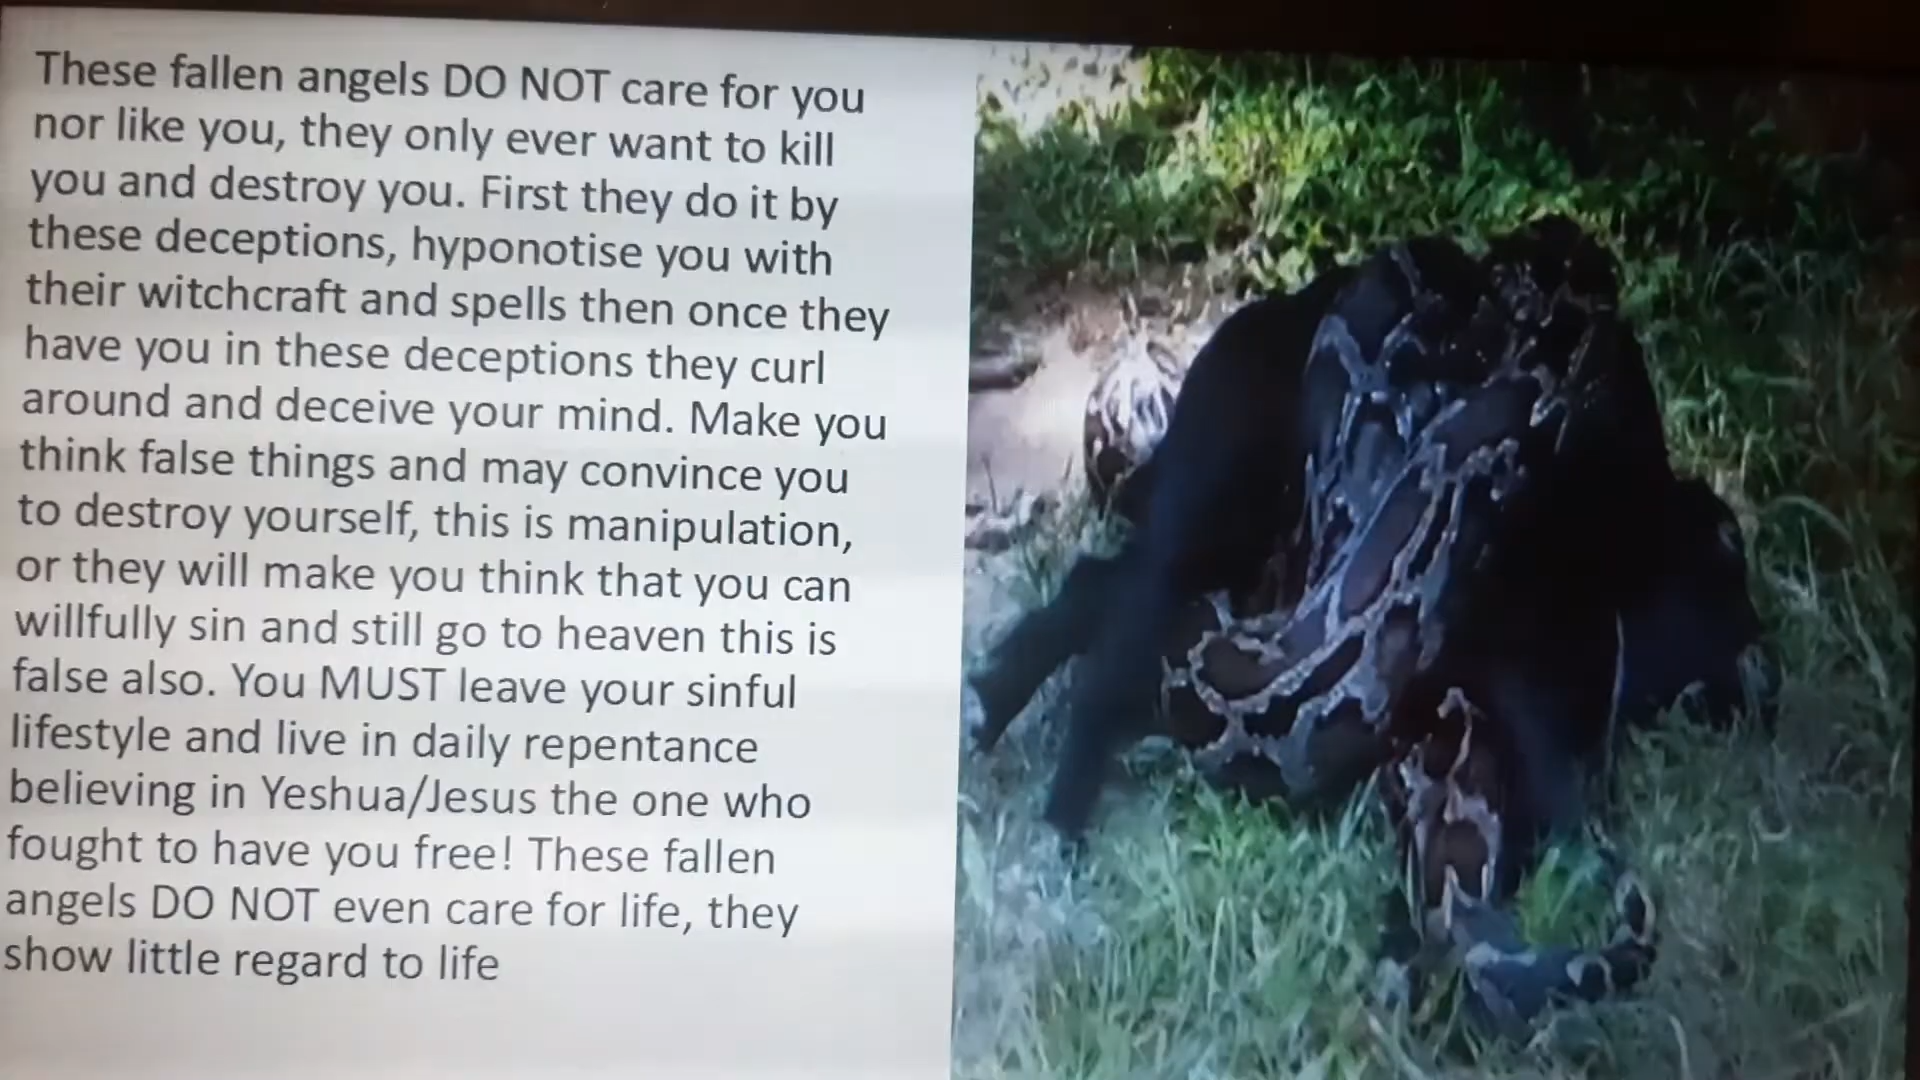 These fallen angels DO NOT care for you
nor like you, they only ever want to kill
you and destroy you. First they do it by
these deceptions, hyponotise you with
their witchcraft and spells then once they
have you in these deceptions they curl
around and deceive your mind. Make you
think false things and may convince you
to destroy yourself, this is manipulation,
or they will make you think that you can
willfully sin and still go to heaven this is
false also. You MUST leave your sinful
lifestyle and live in daily repentance
believing in Yeshua/Jesus the one who
fought to have you free! These fallen
angels DO NOT even care for life, they
show little regard to life